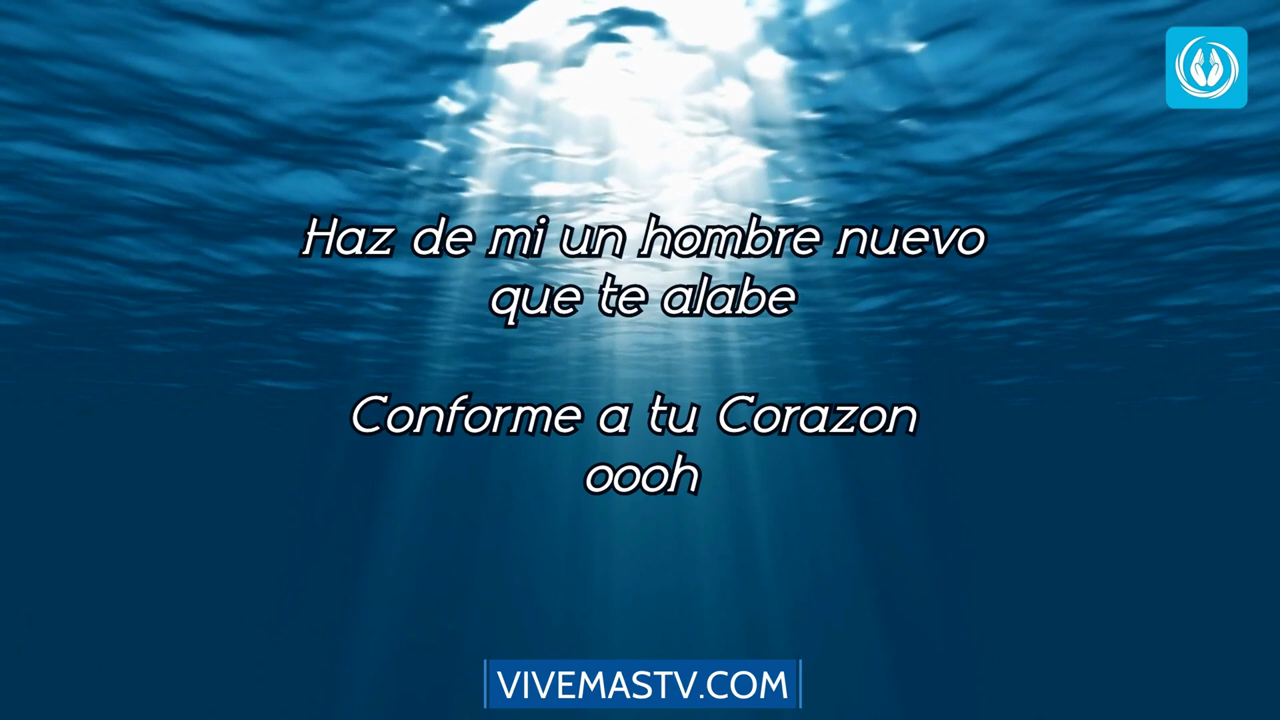 Haz de mi un hombre nuevo
que te alabe
Conforme a tu Corazon
oooh
VIVEMASTV.COM